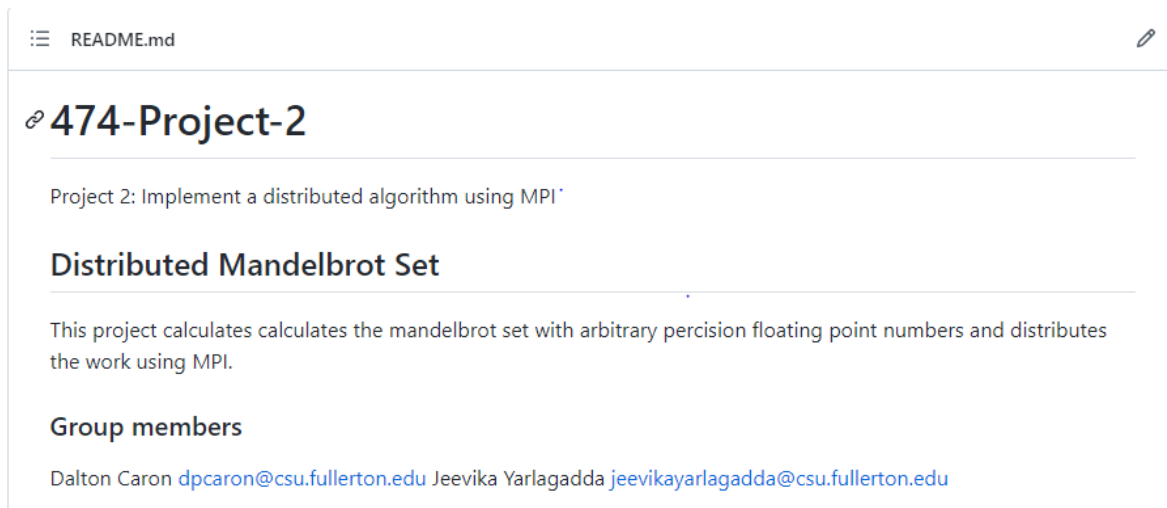 README.md
474-Project-2
Project 2: Implement a distributed algorithm using MPI
Distributed Mandelbrot Set
This project calculates calculates the mandelbrot set with arbitrary percision floating point numbers and distributes
the work using MPI.
Group members
Dalton Caron dpcaron@csu.fullerton.edu Jeevika Yarlagadda jeevikayarlagadda@csu.fullerton.edu